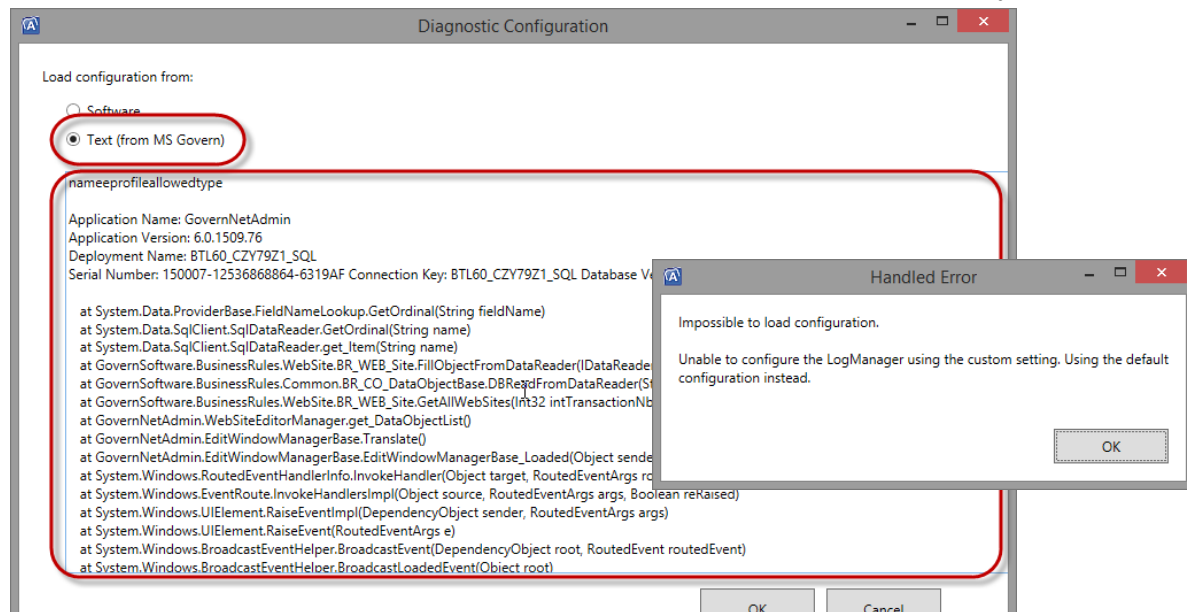 Diagnostic Configuration
Load configuration from:
Software
Text (from MS Govern)
nameeprofileallowedtype
Application Name: GovernNetAdmin
Application Version: 6.0.1509.76
Deployment Name: BTL60_CZY79Z1_SQL
Serial Number: 150007-12536868864-6319AF Connection Key: BTL60_CZY79Z1_SQL Database Ve
at System.Data.ProviderBase.FieldNameLookup.GetOrdinal(String fieldName)
at System.Data.SqlClient.SqlDataReader.GetOrdinal(String name)
at System.Data.SqlClient.SqlDataReader.get_Item(String name)
at GovernSoftware.BusinessRules.WebSite.BR_WEB_Site.FillObjectFromDataReader(IDataReader
at GovernSoftware.BusinessRules.Common.BR_CO_DataObjectBase.DBReadFromDataReader(St
at GovernSoftware.BusinessRules.WebSite.BR_WEB_Site.GetAllWebSites(Int32 intTransactionNb
at GovernNetAdmin.WebSiteEditorManager.get_DataObjectList()
at GovernNetAdmin.EditWindowManagerBase.Translate()
at GovernNetAdmin.EditWindowManagerBase.EditWindowManagerBase_Loaded(Object sende
at System.Windows.RoutedEventHandlerInfo.InvokeHandler(Object target, RoutedEventArgs ro
at System.Windows.EventRoute.InvokeHandlersImpl(Object source, RoutedEventArgs args, Boolean reRaised)
at System.Windows.UIElement.RaiseEventImpl(DependencyObject sender, RoutedEventArgs args)
at System.Windows.UIElement.RaiseEvent(RoutedEventArgs e)
at System.Windows.BroadcastEventHelper.BroadcastEvent(DependencyObject root, RoutedEvent routedEvent)
at System.Windows.BroadcastEventHelper.BroadcastLoadedEvent(Object root)
OK Cancel
Handled Error
Impossible to load configuration.
Unable to configure the LogManager using the custom setting. Using the default
configuration instead.
OK